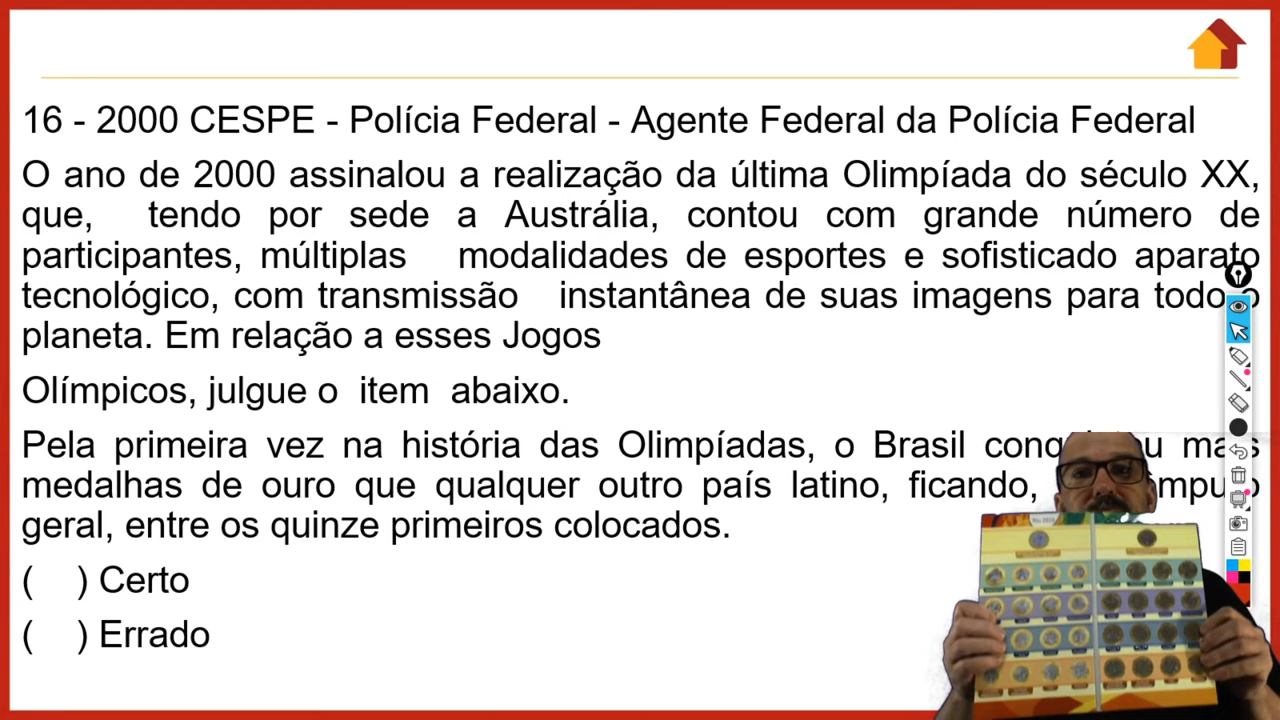 16 - 2000 CESPE - Polícia Federal - Agente Federal da Polícia Federal
O ano de 2000 assinalou a realização da última Olimpíada do século XX,
que, tendo por sede a Austrália, contou com grande número de
participantes, múltiplas modalidades de esportes e sofisticado aparato
tecnológico, com transmissão instantânea de suas imagens para todo o
planeta. Em relação a esses Jogos
Olímpicos, julgue o item abaixo.
Pela primeira vez na história das Olimpíadas, o Brasil conquistou mais
medalhas de ouro que qualquer outro país latino, ficando,
geral, entre os quinze primeiros colocados.
( ) Certo
( ) Errado